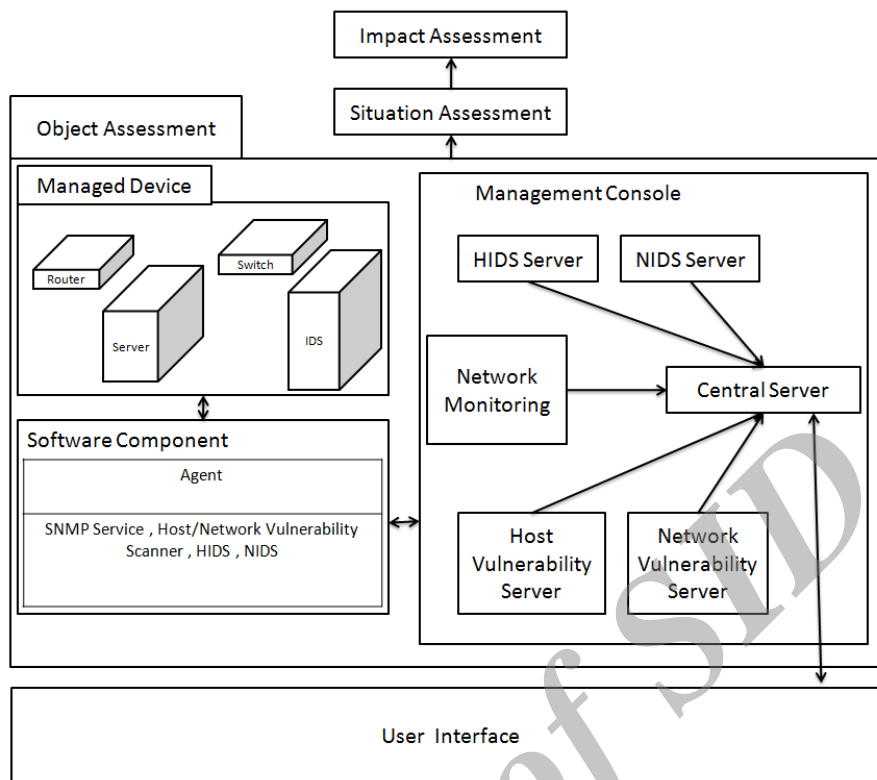 Impact Assessment
Situation Assessment
Object Assessment
Managed Device
Router
Switch
Server
IDS
Software Component
Agent
SNMP Service , Host/Network Vulnerability
Scanner , HIDS , NIDS
Management Console
HIDS Server
NIDS Server
Network
Monitoring
Central Server
Host
Vulnerability
Server
Network
Vulnerability
Server
User Interface
of SID